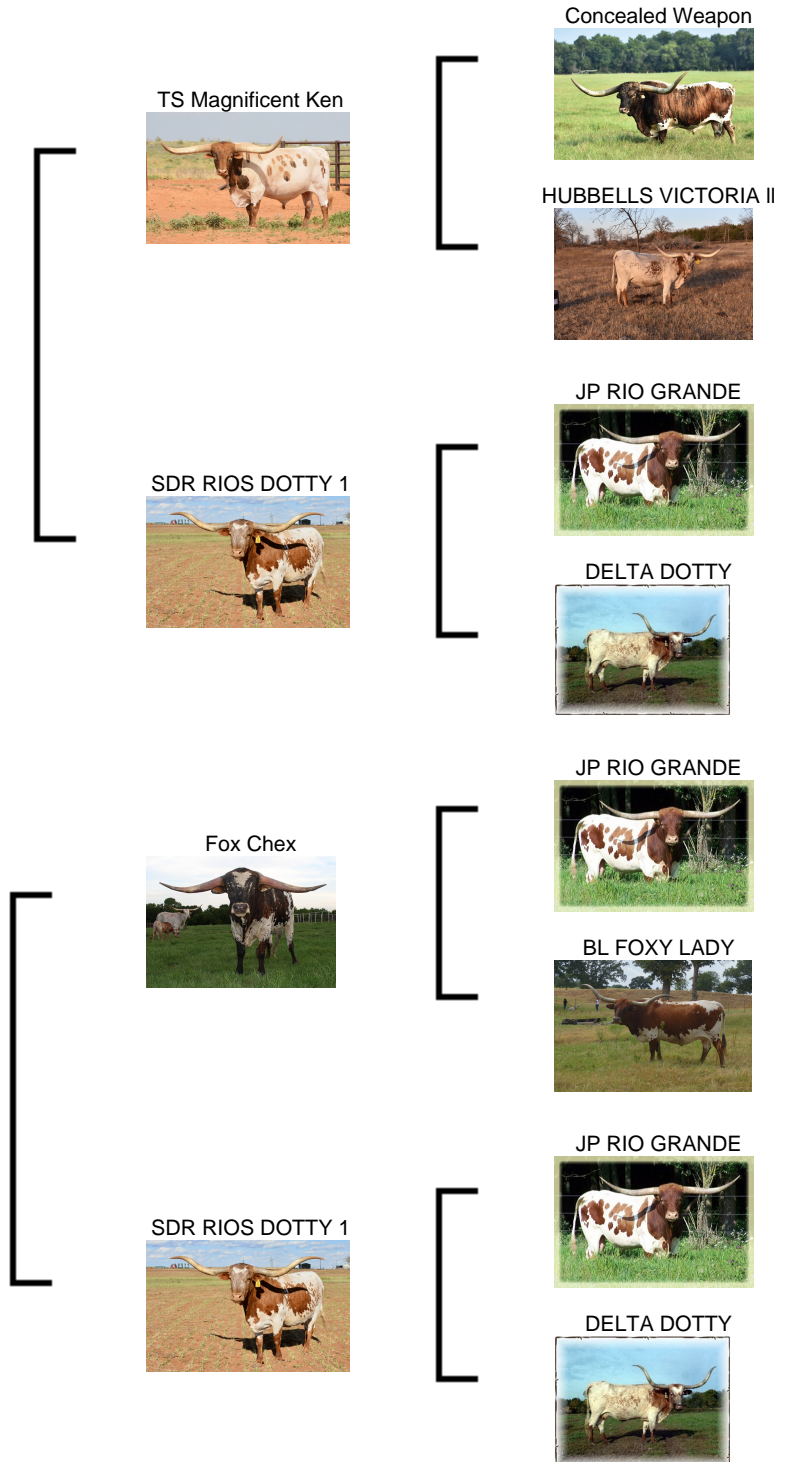 Concealed Weapon
TS Magnificent Ken
HUBBELLS VICTORIA II
JP RIO GRANDE
SDR RIOS DOTTY 1
DELTA DOTTY
JP RIO GRANDE
Fox Chex
BL FOXY LADY
JP RIO GRANDE
SDR RIOS DOTTY 1
DELTA DOTTY